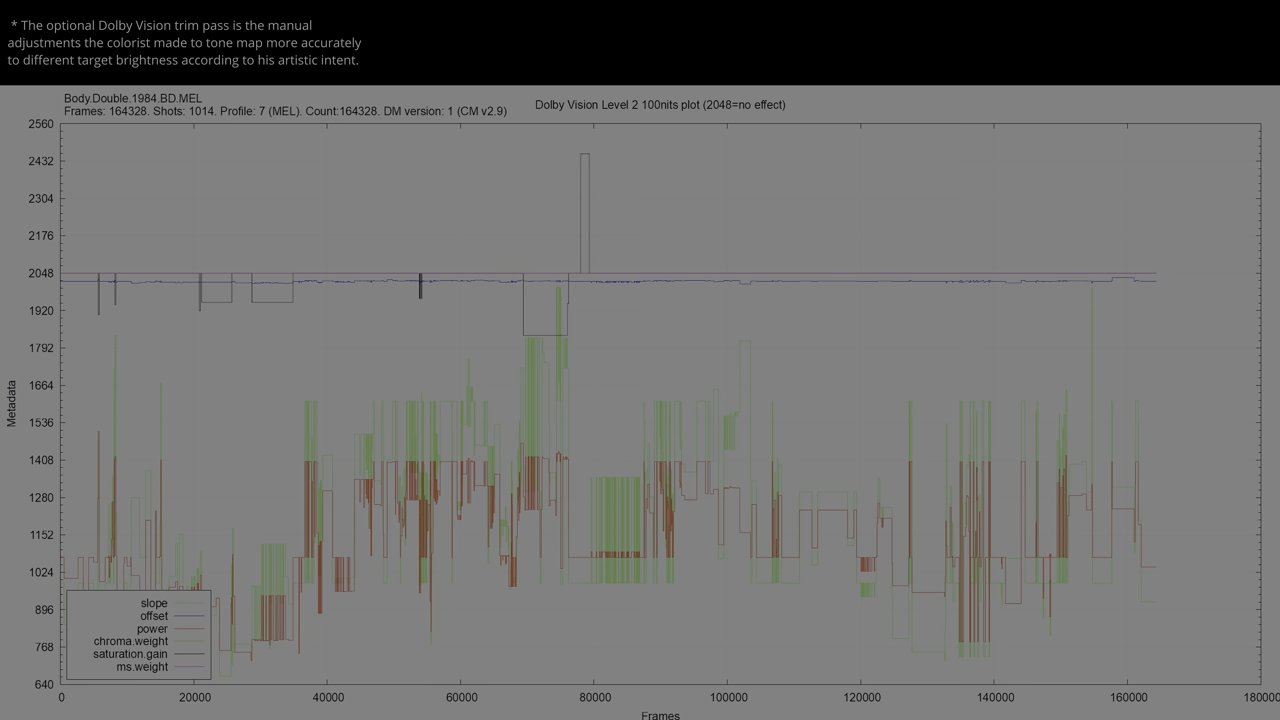 * The optional Dolby Vision trim pass is the manual
adjustments the colorist made to tone map more accurately
to different target brightness according to his artistic intent.
Body.Double.1984.BD.MEL
Frames: 164328. Shots: 1014. Profile: 7 (MEL). Count:164328. DM version: 1 (CM v2.9)
Dolby Vision Level 2 100nits plot (2048=no effect)
2560
2432
2304
2176
2048
1920
1792
1664
1536
1408
1280
1152
1024
896
768
640
Metadata
slope
offset
power
chroma.weight
saturation.gain
ms.weight
0
20000
40000
60000
80000
100000
120000
140000
160000
180000
Frames